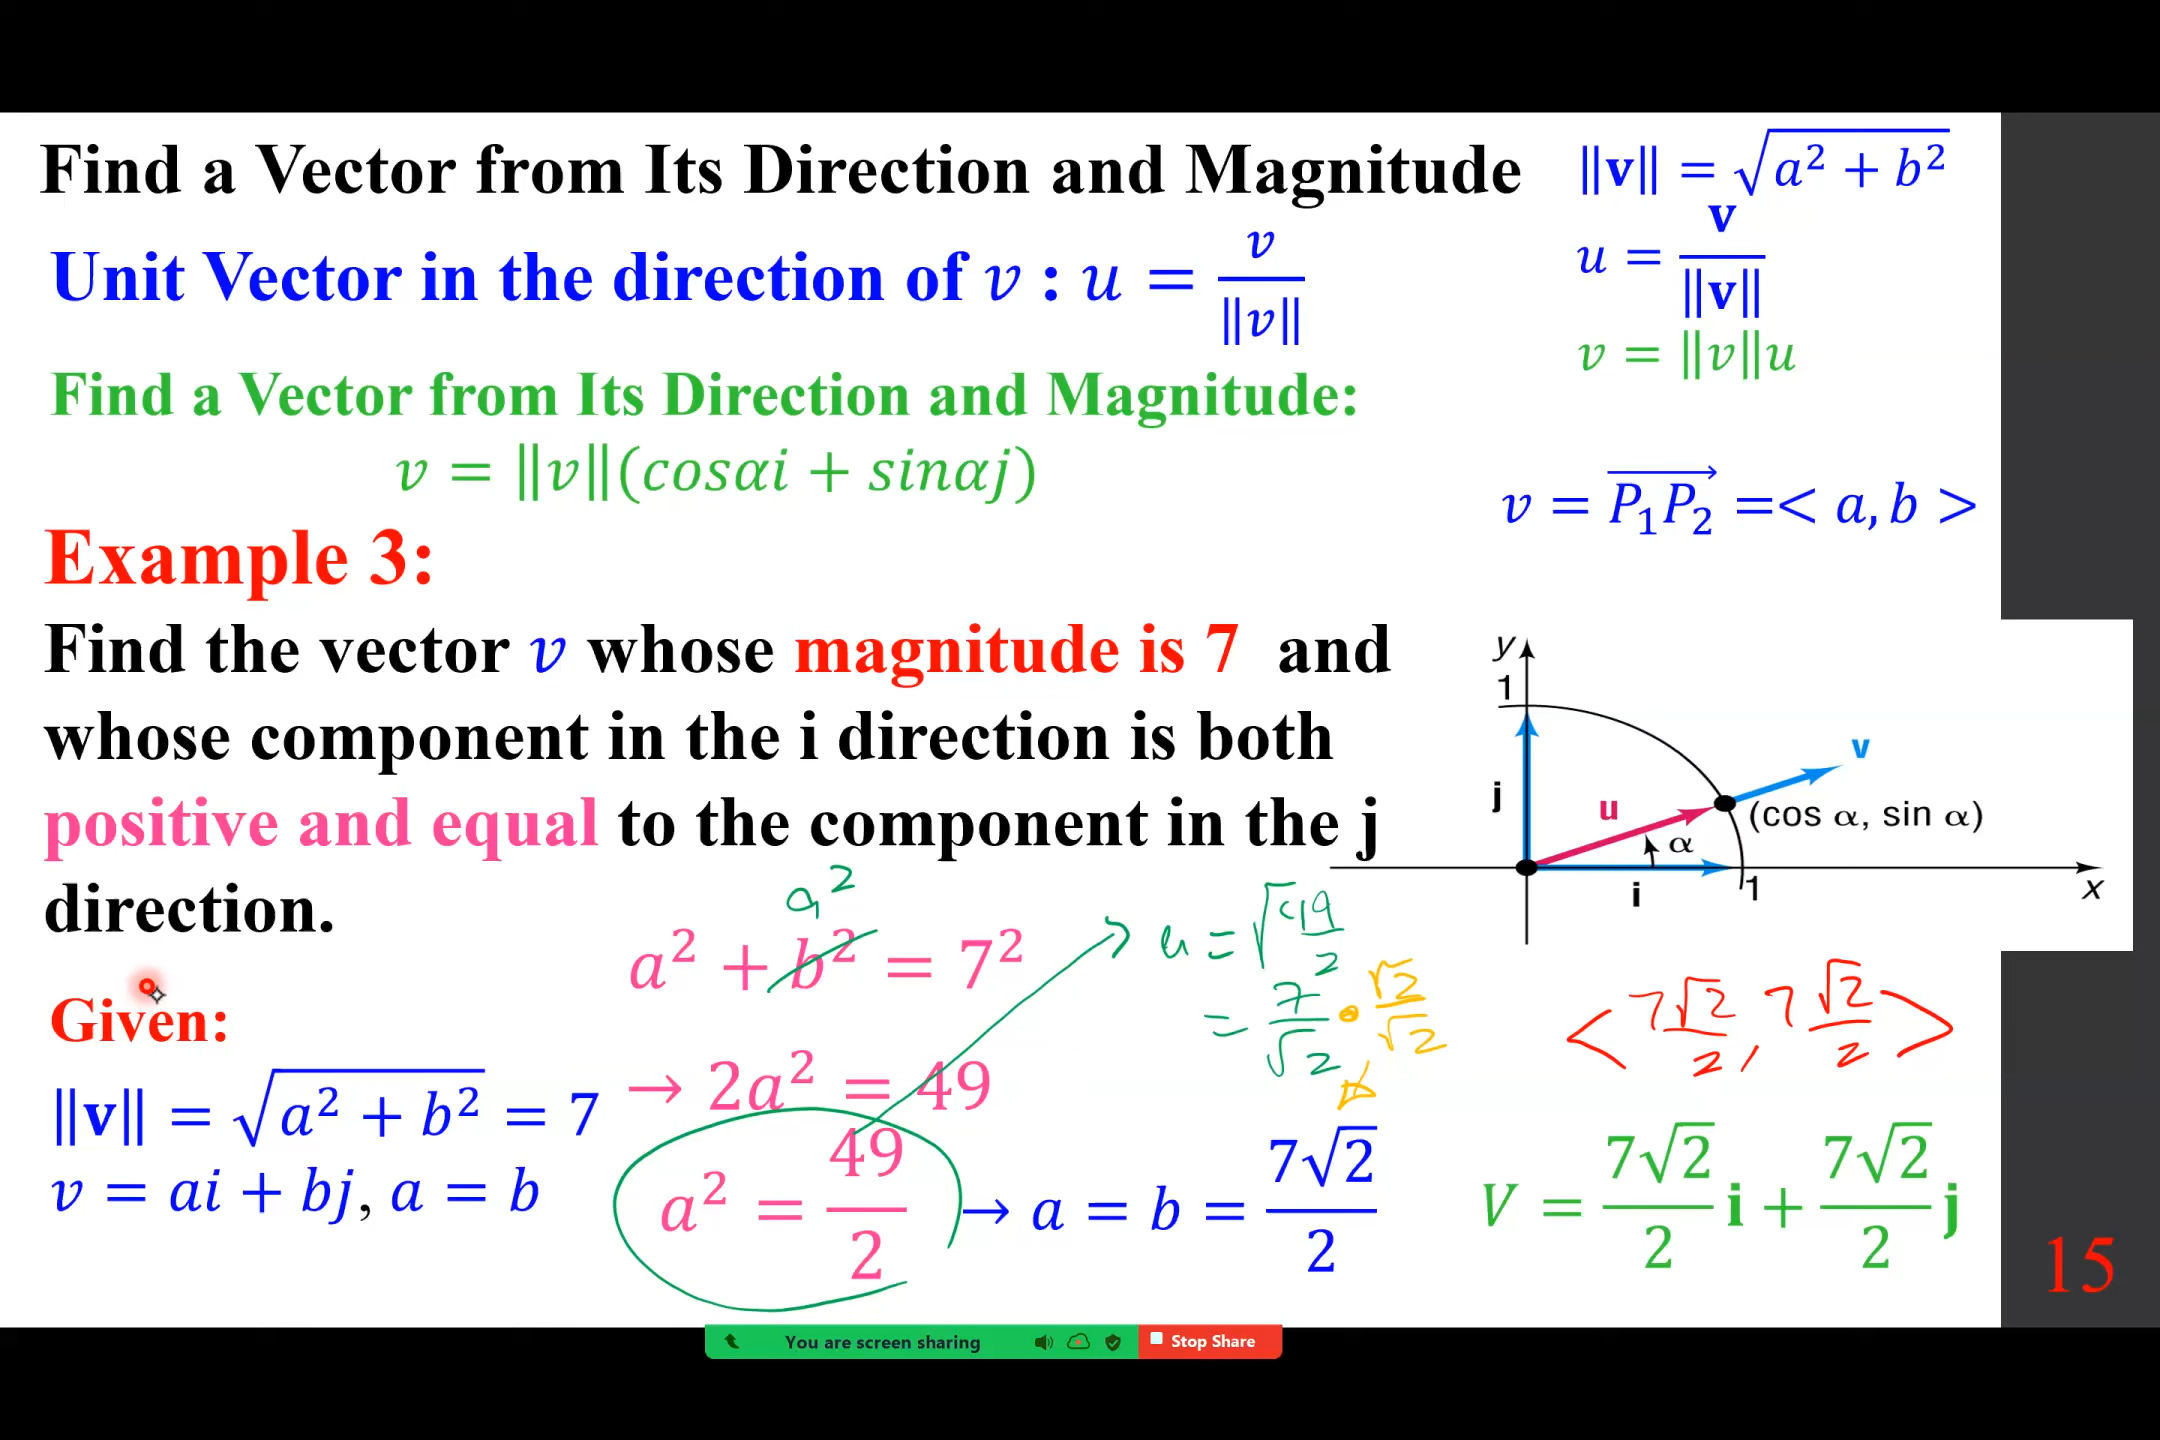 Find a Vector from Its Direction and Magnitude
‖v‖ = √(a² + b²)
Unit Vector in the direction of v : u = v/‖v‖
u = v/‖v‖
v = ‖v‖u
Find a Vector from Its Direction and Magnitude:
v = ‖v‖(cosαi + sinαj)
v = P₁P₂ =< a, b >
Example 3:
Find the vector v whose magnitude is 7 and
whose component in the i direction is both
positive and equal to the component in the j
direction.
y
1
j
u
v
(cos α, sin α)
α
i
1
x
Given:
‖v‖ = √(a² + b²) = 7
v = ai + bj, a = b
a²
a² + b² = 7²
→ 2a² = 49
a² = 49/2
= √(49/2)
= 7/√2 • √2/√2
→ a = b = 7√2/2
< 7√2/2, 7√2/2 >
V = 7√2/2 i + 7√2/2 j
15
You are screen sharing
Stop Share